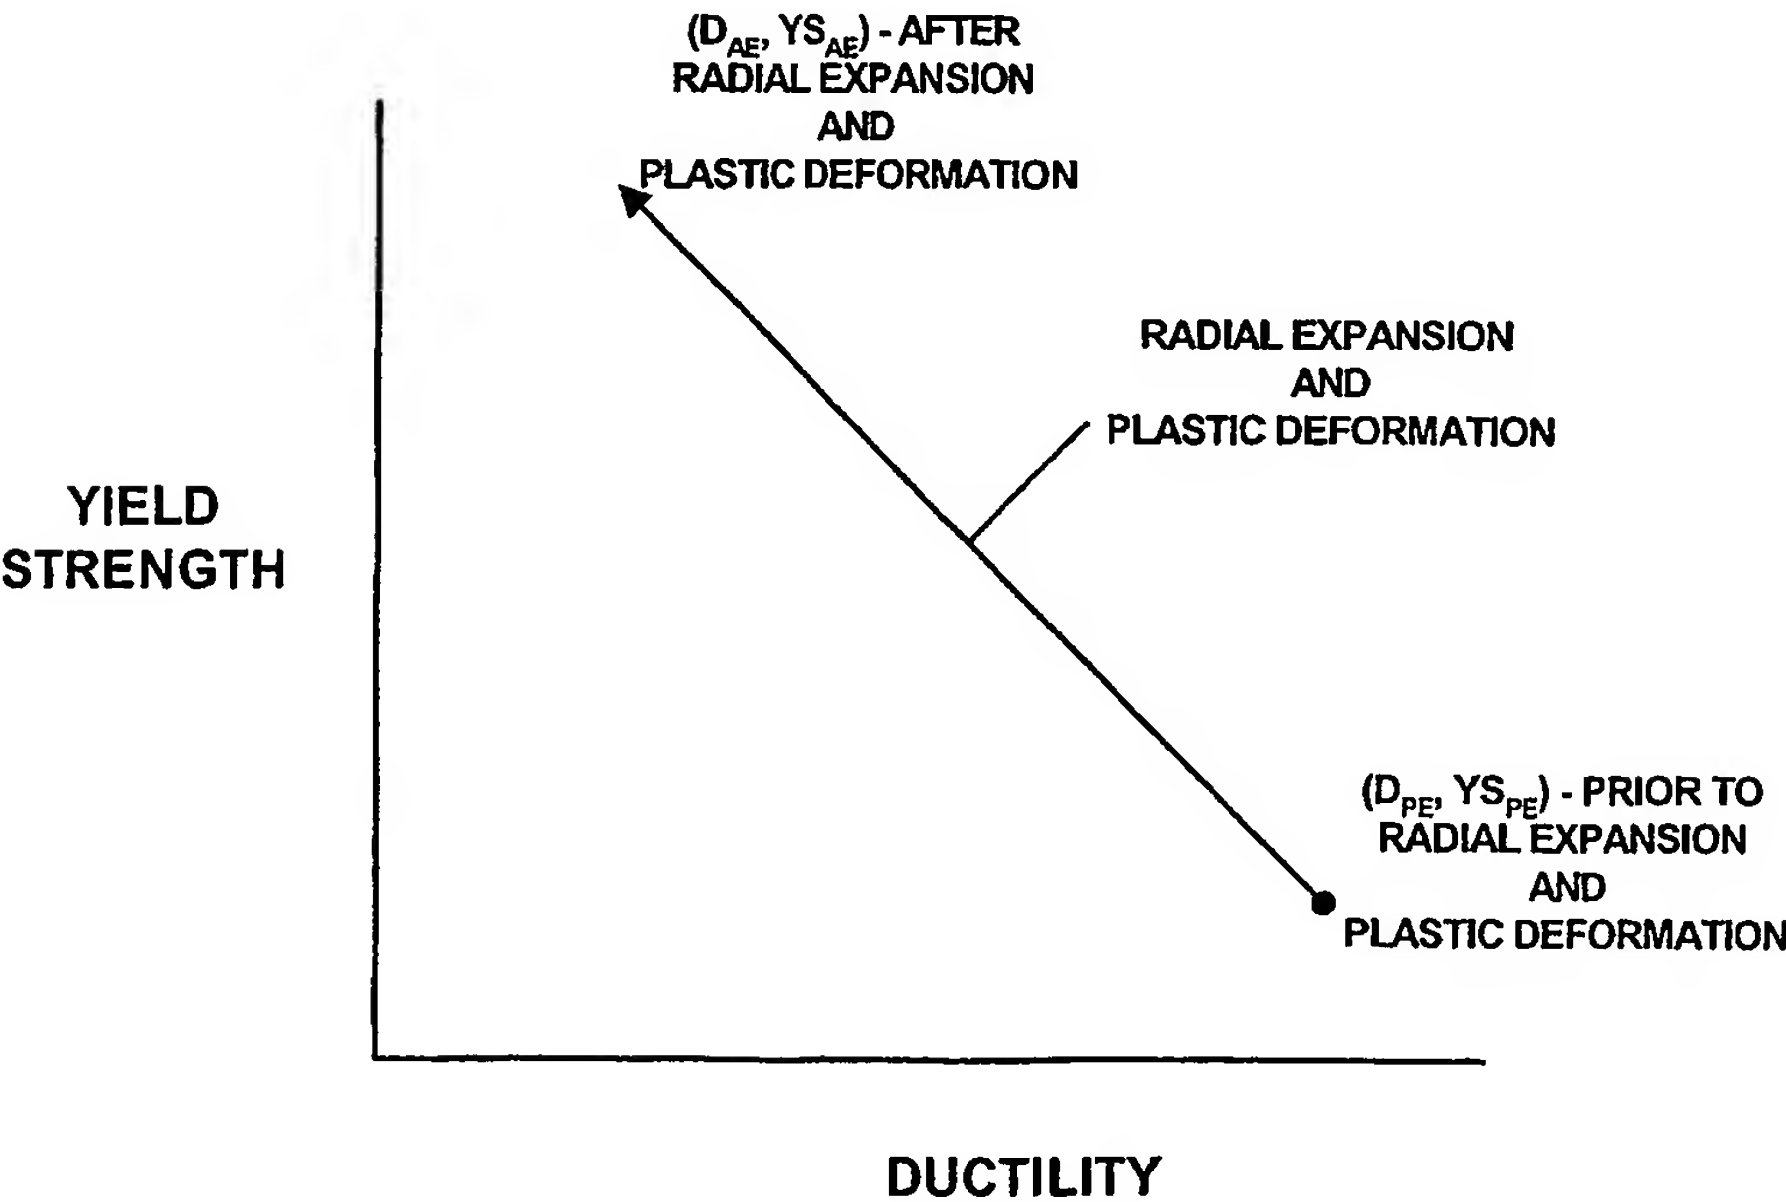 (D_AE, YS_AE) - AFTER
RADIAL EXPANSION
AND
PLASTIC DEFORMATION
RADIAL EXPANSION
AND
PLASTIC DEFORMATION
YIELD
STRENGTH
(D_PE, YS_PE) - PRIOR TO
RADIAL EXPANSION
AND
PLASTIC DEFORMATION
DUCTILITY